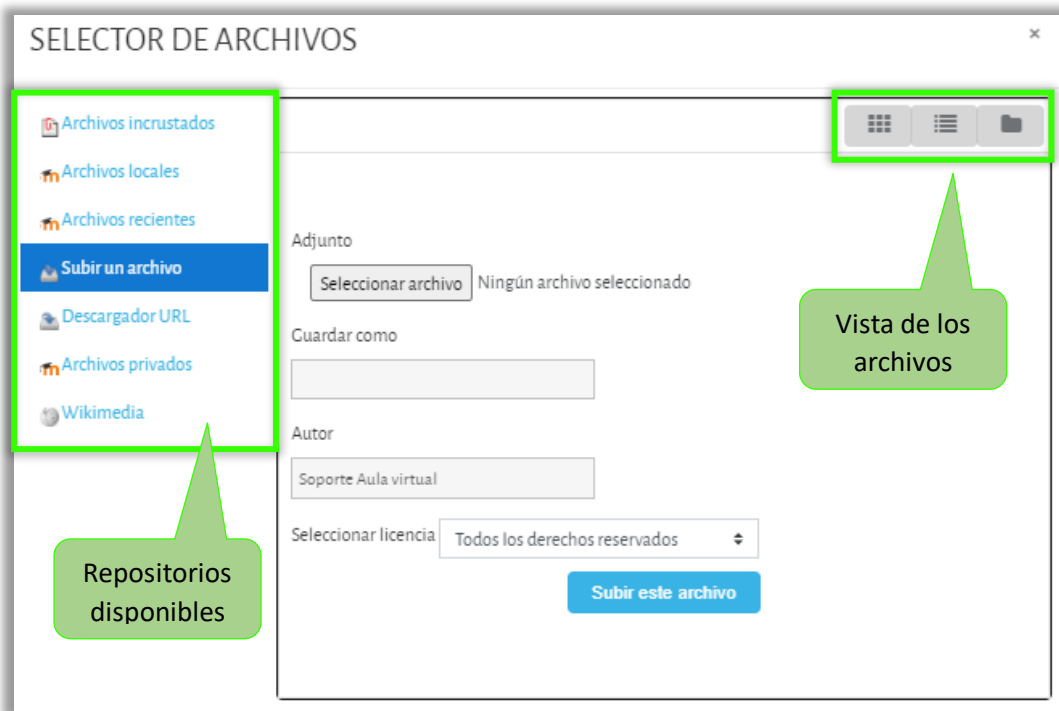 SELECTOR DE ARCHIVOS
×
Archivos incrustados
Archivos locales
Archivos recientes
Subir un archivo
Descargador URL
Archivos privados
Wikimedia
Adjunto
Seleccionar archivo Ningún archivo seleccionado
Guardar como
Autor
Soporte Aula virtual
Seleccionar licencia Todos los derechos reservados
Subir este archivo
Vista de los
archivos
Repositorios
disponibles